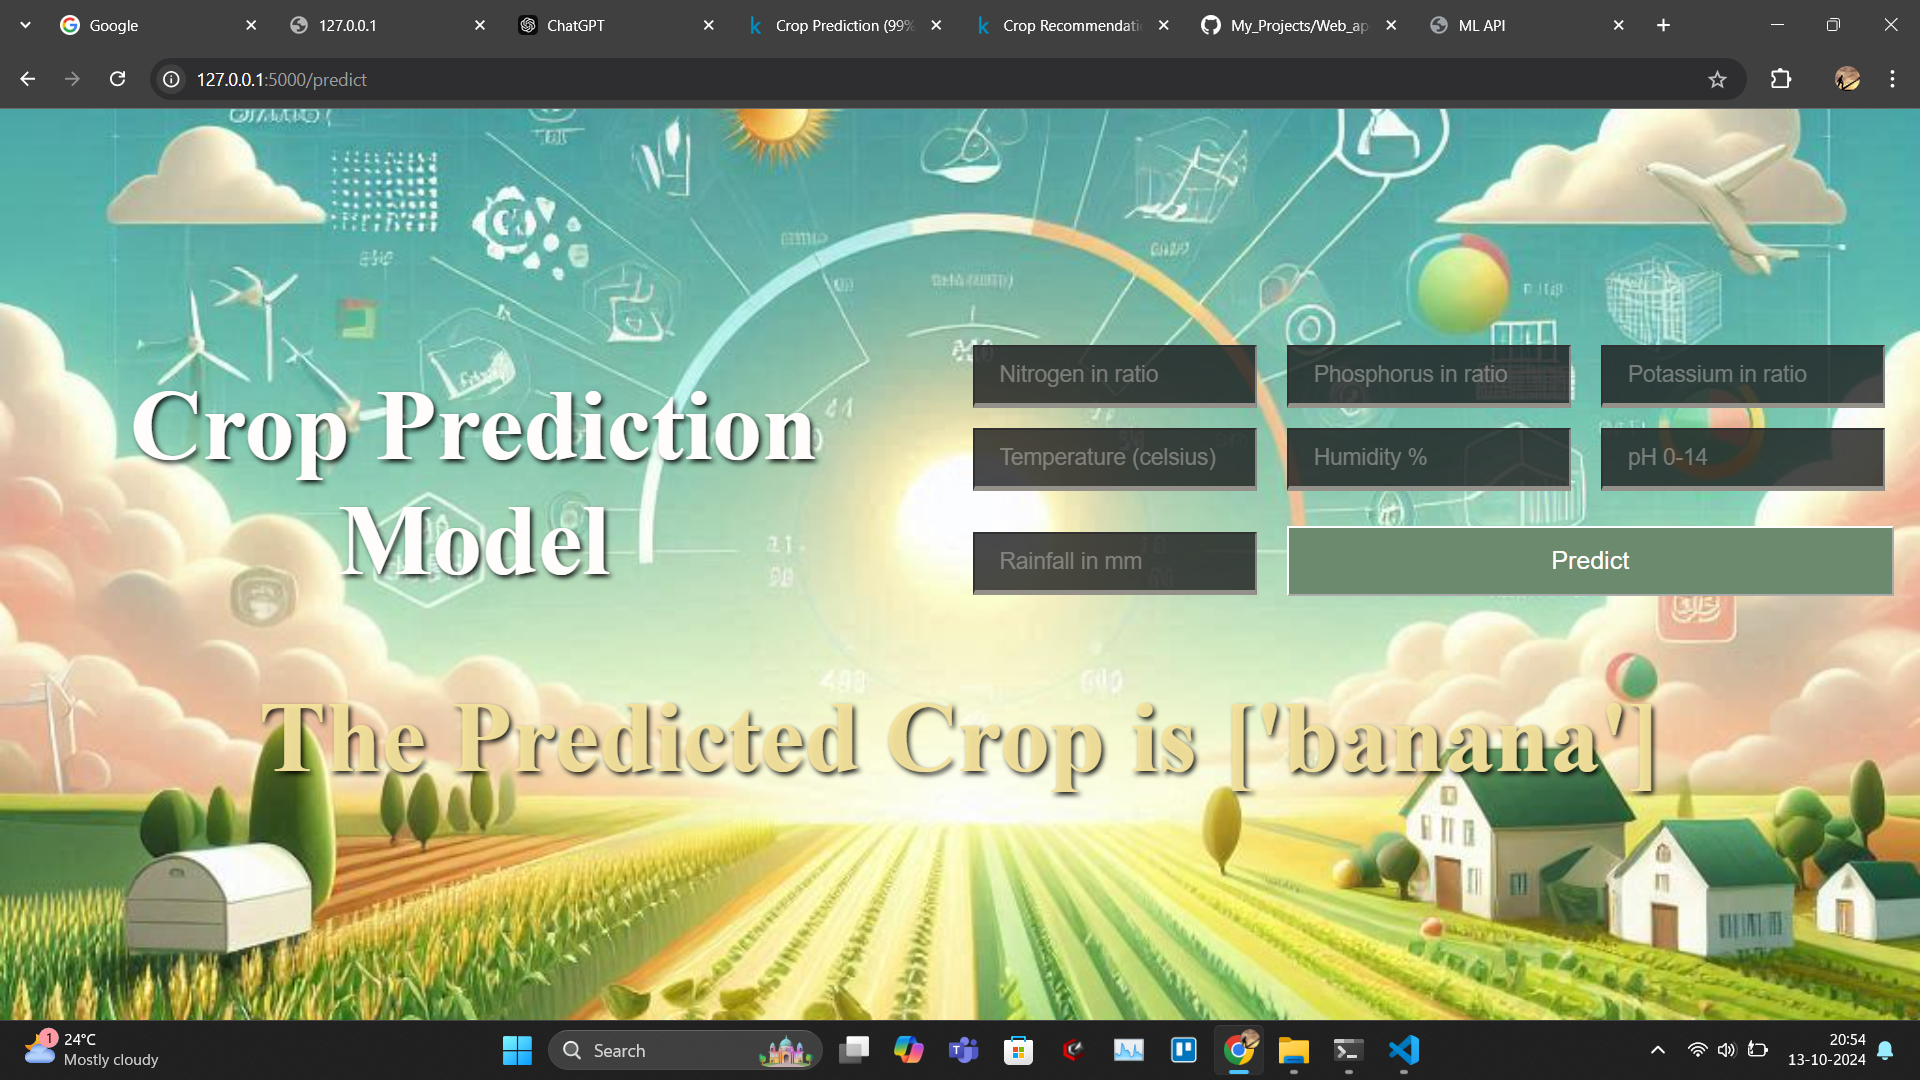 Google
127.0.0.1
ChatGPT
Crop Prediction (99%
Crop Recommendati
My_Projects/Web_ap
ML API
127.0.0.1:5000/predict
Nitrogen in ratio
Phosphorus in ratio
Potassium in ratio
Crop Prediction
Model
Temperature (celsius)
Humidity %
pH 0-14
Rainfall in mm
Predict
The Predicted Crop is ['banana']
1
24°C
Mostly cloudy
Search
20:54
13-10-2024